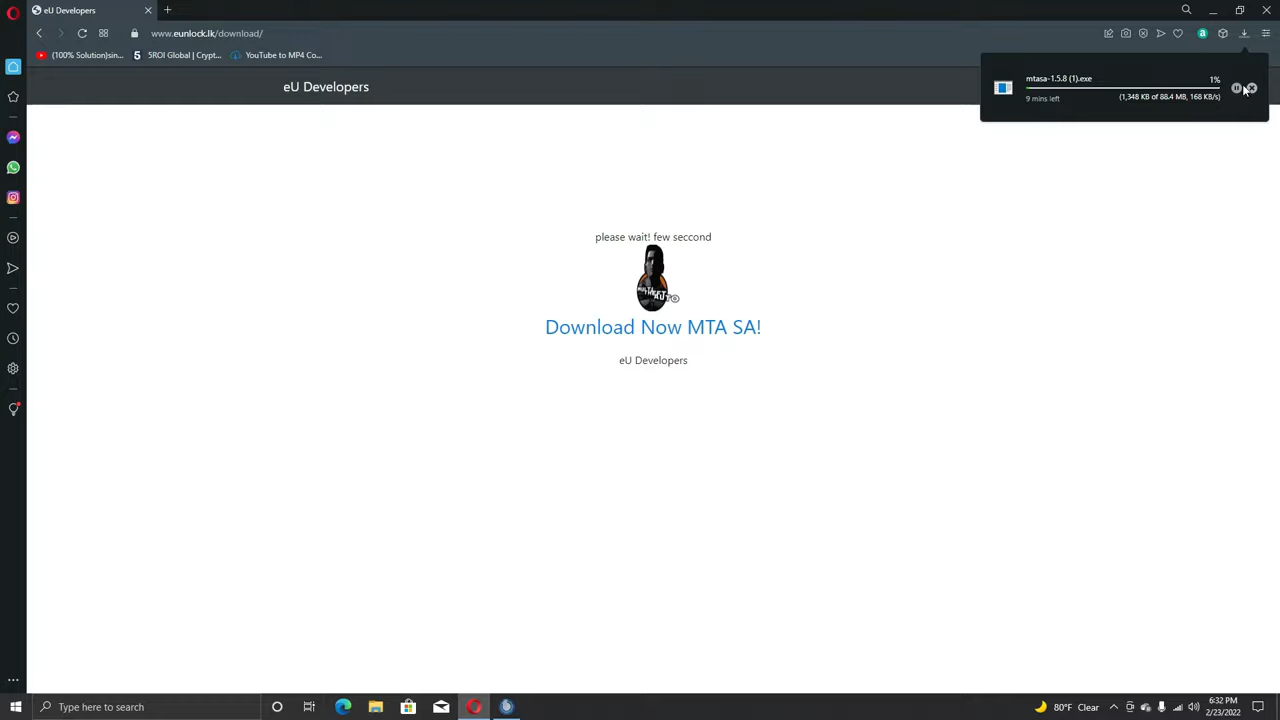 eU Developers
www.eunlock.lk/download/
(100% Solution)sin...
5ROI Global | Crypt...
YouTube to MP4 Co...
eU Developers
mtasa-1.5.8 (1).exe
1%
9 mins left
(1,348 KB of 88.4 MB, 168 KB/s)
please wait! few seccond
MULTI
THEFT
AUTO
Download Now MTA SA!
eU Developers
Type here to search
80°F Clear
6:32 PM
2/23/2022